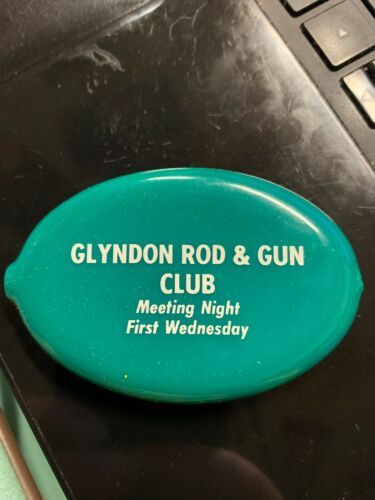 GLYNDON ROD & GUN
CLUB
Meeting Night
First Wednesday